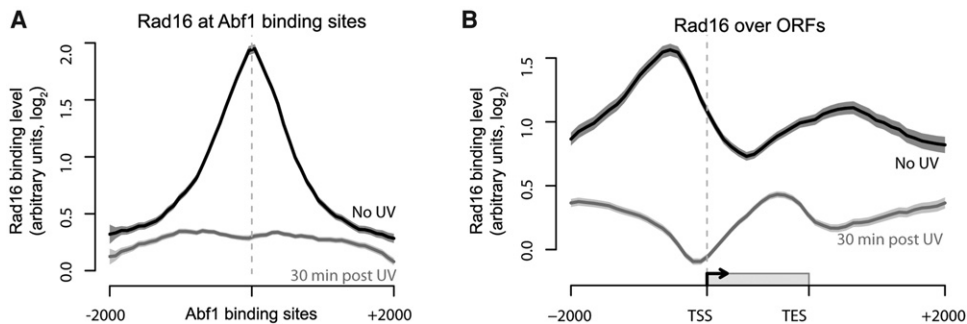 A
Rad16 at Abf1 binding sites
Rad16 binding level
(arbitrary units, log₂)
2.0
1.5
1.0
0.5
0.0
No UV
30 min post UV
-2000
Abf1 binding sites
+2000
B
Rad16 over ORFs
Rad16 binding level
(arbitrary units, log₂)
1.5
1.0
0.5
0.0
No UV
30 min post UV
−2000
TSS
TES
+2000